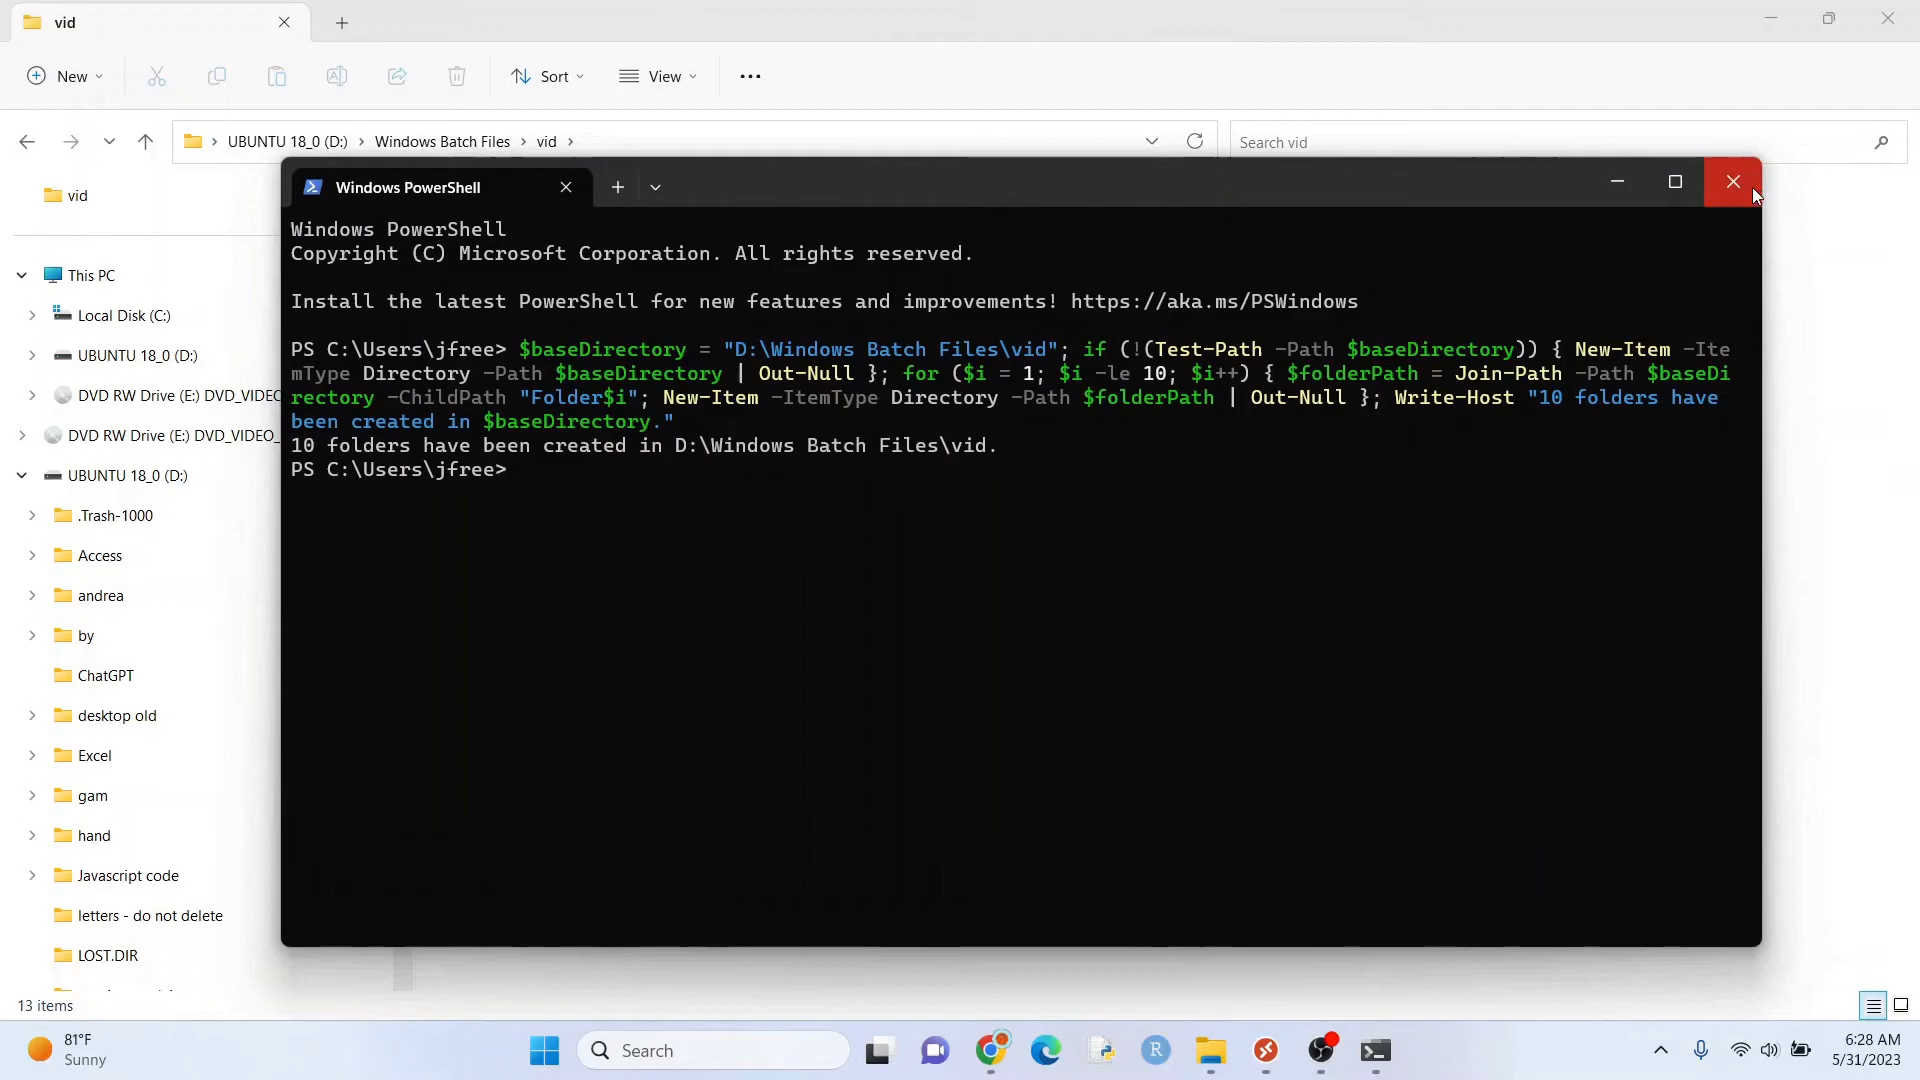 vid
New
Sort
View
UBUNTU 18_0 (D:)
Windows Batch Files
vid
Search vid
vid
This PC
Local Disk (C:)
UBUNTU 18_0 (D:)
DVD RW Drive (E:) DVD_VIDEO
DVD RW Drive (E:) DVD_VIDEO_
UBUNTU 18_0 (D:)
.Trash-1000
Access
andrea
by
ChatGPT
desktop old
Excel
gam
hand
Javascript code
letters - do not delete
LOST.DIR
13 items
Windows PowerShell
Windows PowerShell
Copyright (C) Microsoft Corporation. All rights reserved.
Install the latest PowerShell for new features and improvements! https://aka.ms/PSWindows
PS C:\Users\jfree> $baseDirectory = "D:\Windows Batch Files\vid"; if (!(Test-Path -Path $baseDirectory)) { New-Item -Ite
mType Directory -Path $baseDirectory | Out-Null }; for ($i = 1; $i -le 10; $i++) { $folderPath = Join-Path -Path $baseDi
rectory -ChildPath "Folder$i"; New-Item -ItemType Directory -Path $folderPath | Out-Null }; Write-Host "10 folders have
been created in $baseDirectory."
10 folders have been created in D:\Windows Batch Files\vid.
PS C:\Users\jfree>
81°F
Sunny
Search
6:28 AM
5/31/2023